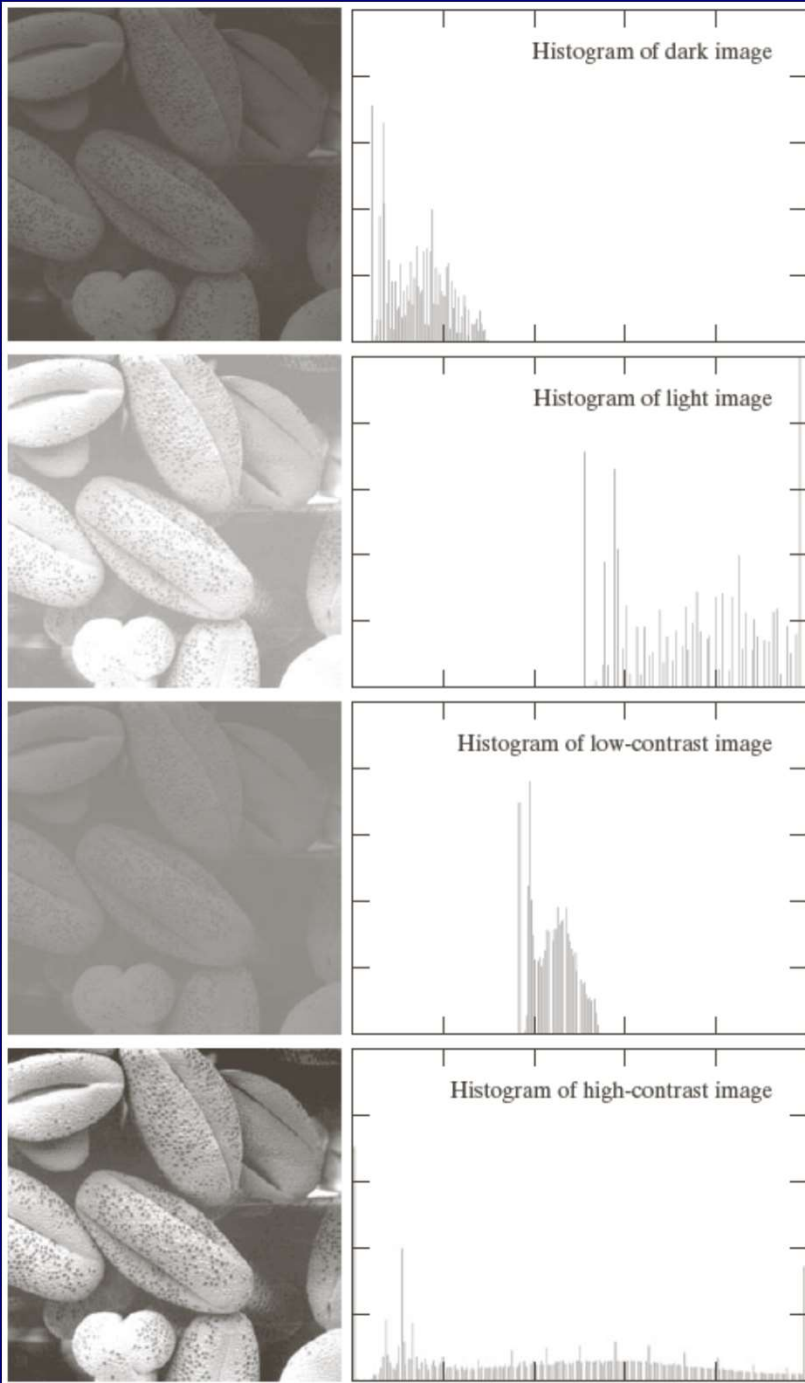 Histogram of dark image
Histogram of light image
Histogram of low-contrast image
Histogram of high-contrast image